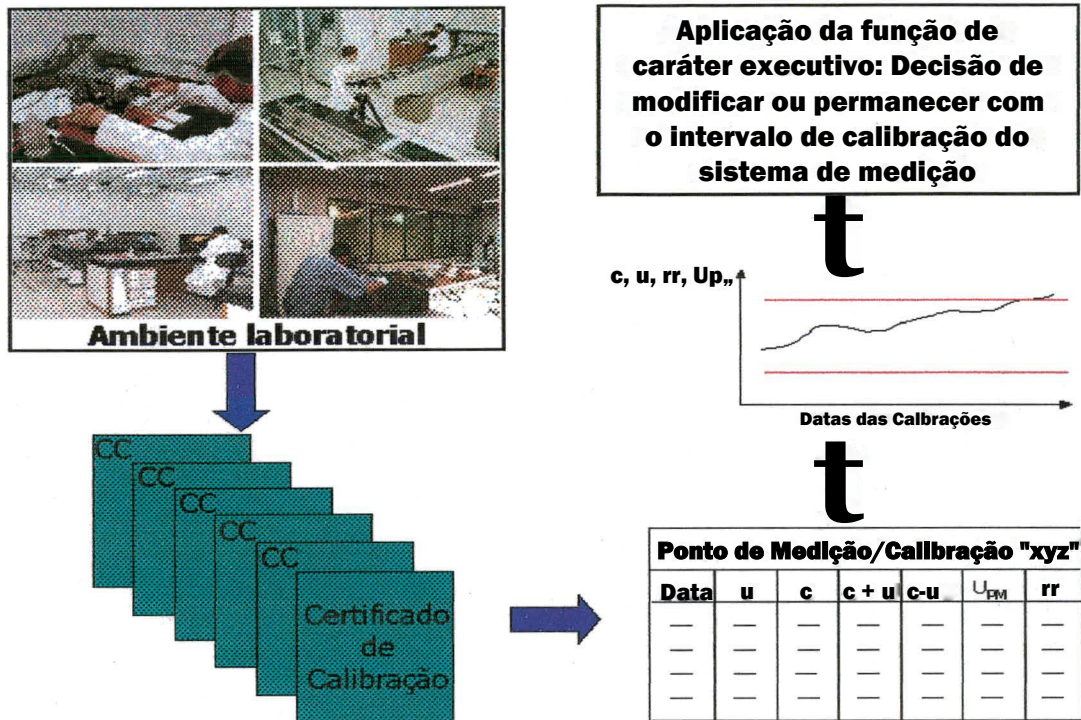 Ambiente laboratorial
CC
CC
CC
CC
CC
Certificado
de
Calibração
Aplicação da função de
caráter executivo: Decisão de
modificar ou permanecer com
o intervalo de calibração do
sistema de medição
t
c, u, rr, Up,,
Datas das Calbrações
t
Ponto de Medição/Calibração "xyz"
Data u c c + u c-u UPM rr